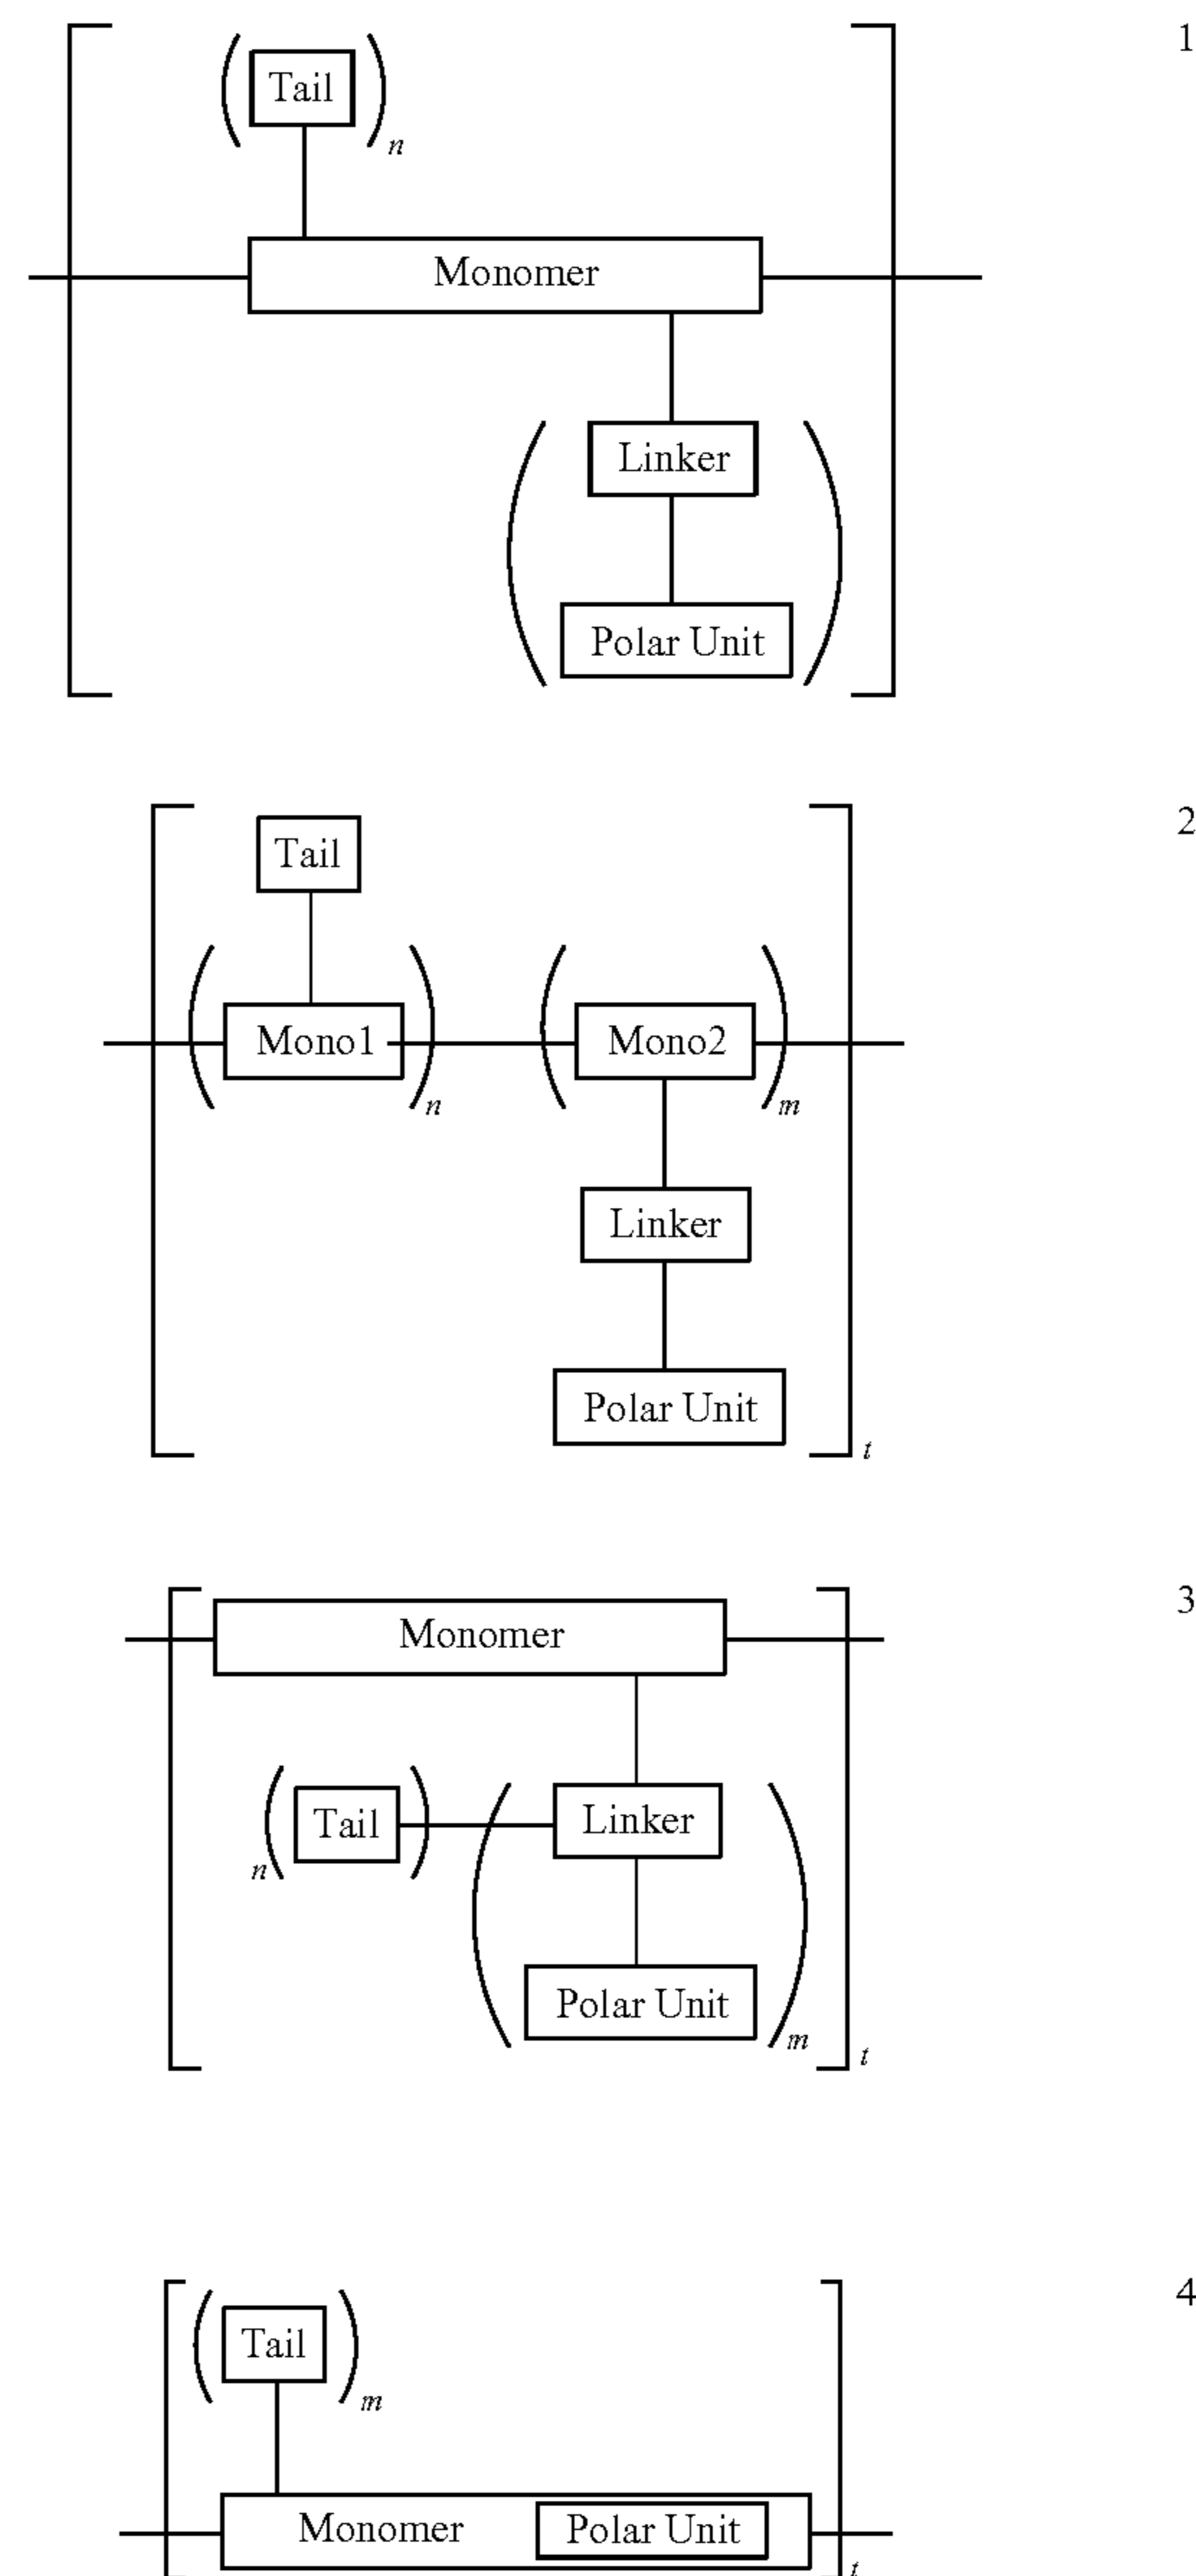 1
Tail
n
Monomer
Linker
Polar Unit
2
Tail
Mono1 Mono2
n m
Linker
Polar Unit
t
3
Monomer
Tail Linker
n
Polar Unit
m
t
4
Tail
m
Monomer Polar Unit
t